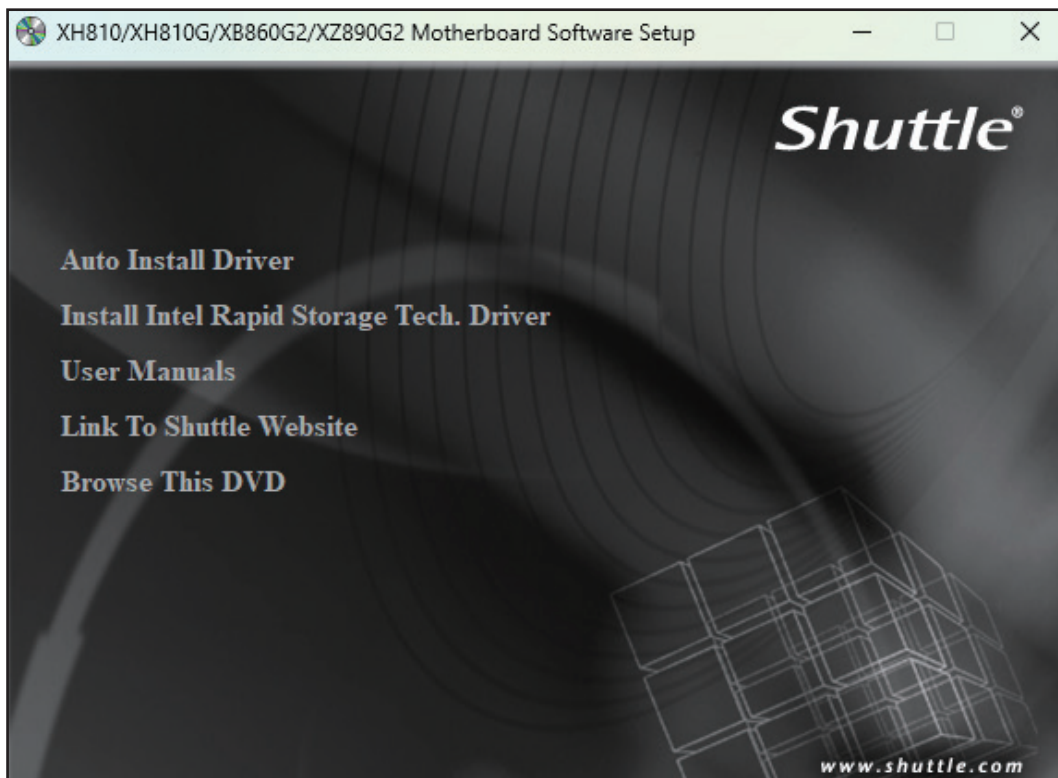 XH810/XH810G/XB860G2/XZ890G2 Motherboard Software Setup
Shuttle®
Auto Install Driver
Install Intel Rapid Storage Tech. Driver
User Manuals
Link To Shuttle Website
Browse This DVD
www.shuttle.com